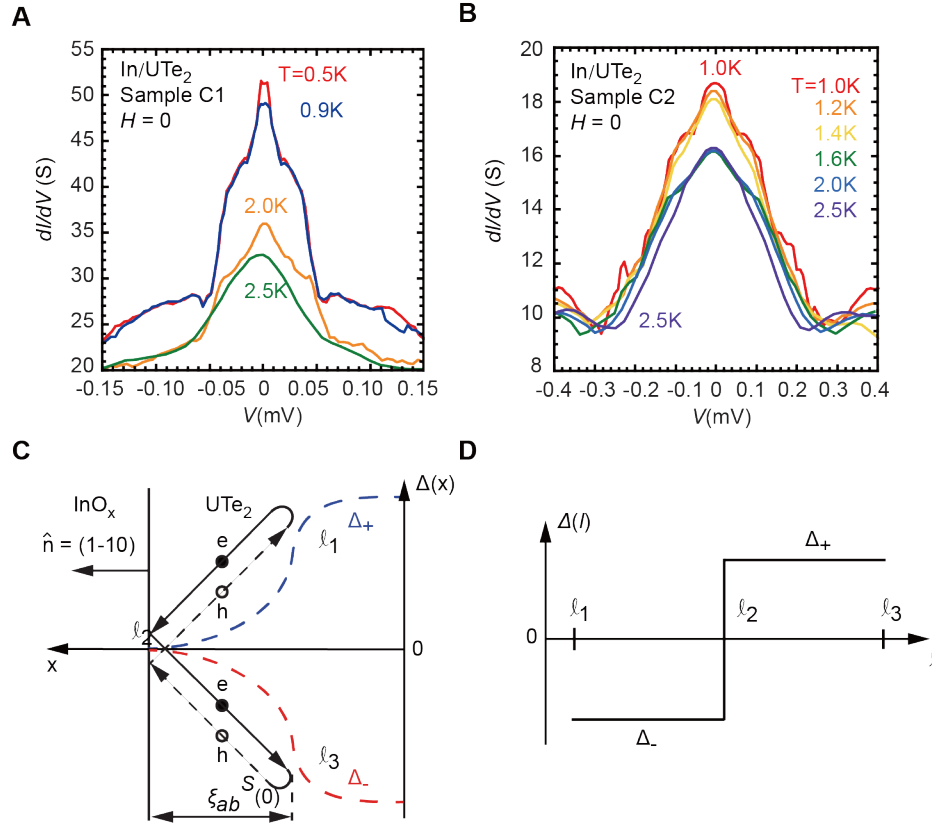 A
In/UTe2
Sample C1
H = 0
T=0.5K
0.9K
2.0K
2.5K
55
50
45
40
35
30
25
20
dI/dV (S)
-0.15
-0.10
-0.05
0
0.05
0.10
0.15
V(mV)
B
In/UTe2
Sample C2
H = 0
1.0K
T=1.0K
1.2K
1.4K
1.6K
2.0K
2.5K
2.5K
20
18
16
14
12
10
8
dI/dV (S)
-0.4
-0.3
-0.2
-0.1
0
0.1
0.2
0.3
0.4
V(mV)
C
InOx
UTe2
Δ(x)
Δ+
n̂ = (1-10)
ℓ1
e
h
ℓ2
x
0
e
h
ℓ3
S(0)
Δ-
ξab
D
Δ(l)
Δ+
ℓ1
ℓ2
ℓ3
0
Δ-